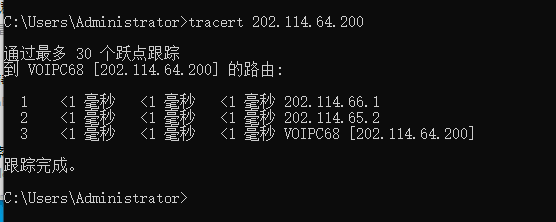 C:\Users\Administrator>tracert 202.114.64.200
通过最多 30 个跃点跟踪
到 VOIPC68 [202.114.64.200] 的路由:
1 <1 毫秒 <1 毫秒 <1 毫秒 202.114.66.1
2 <1 毫秒 <1 毫秒 <1 毫秒 202.114.65.2
3 <1 毫秒 <1 毫秒 <1 毫秒 VOIPC68 [202.114.64.200]
跟踪完成。
C:\Users\Administrator>